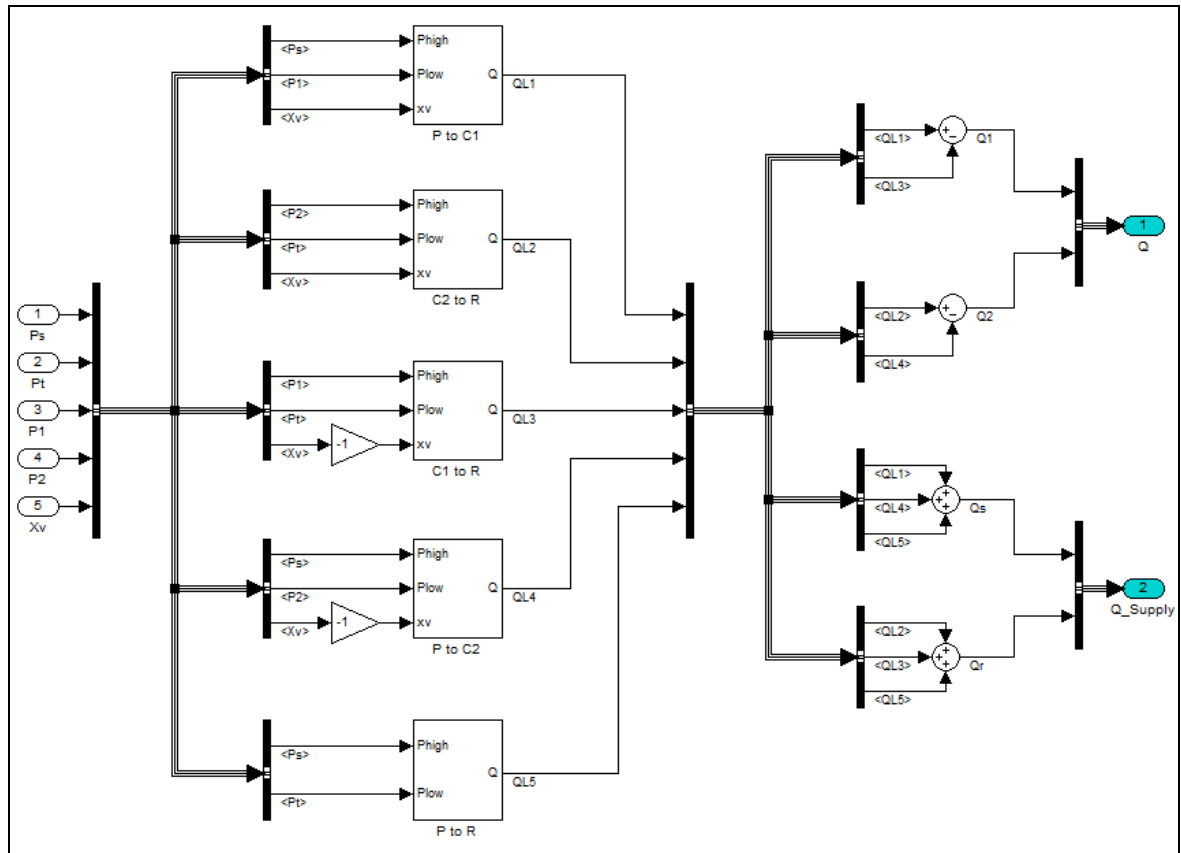 1
Ps
2
Pt
3
P1
4
P2
5
Xv
<Ps>
<P1>
<Xv>
Phigh
Plow
xv
Q
P to C1
QL1
<P2>
<Pt>
<Xv>
Phigh
Plow
xv
Q
C2 to R
QL2
<P1>
<Pt>
<Xv>
-1
Phigh
Plow
xv
Q
C1 to R
QL3
<Ps>
<P2>
<Xv>
-1
Phigh
Plow
xv
Q
P to C2
QL4
<Ps>
<Pt>
Phigh
Plow
Q
P to R
QL5
<QL1>
<QL3>
Q1
<QL2>
<QL4>
Q2
1
Q
<QL1>
<QL4>
<QL5>
Qs
<QL2>
<QL3>
<QL5>
Qr
2
Q_Supply